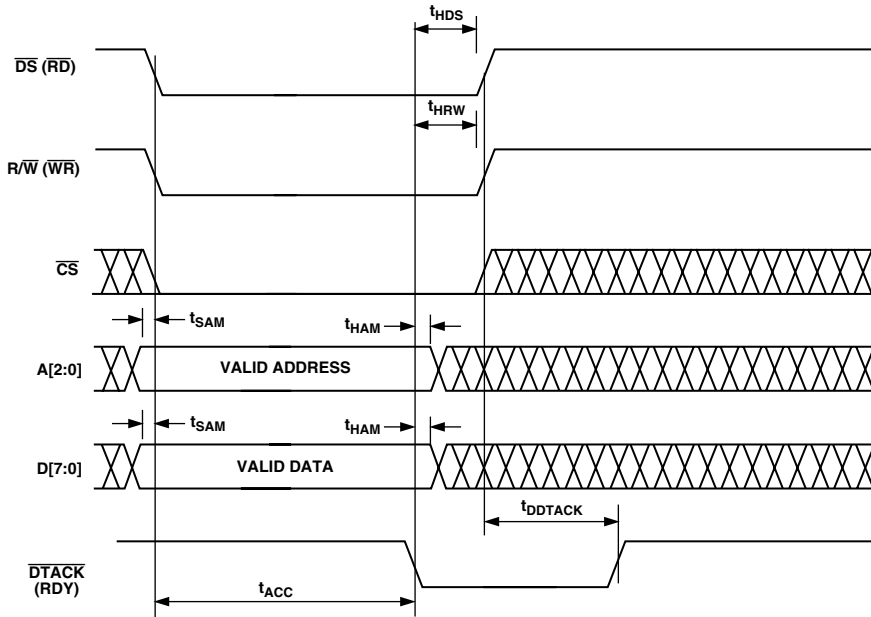 tHDS
DS (RD)
tHRW
R/W (WR)
CS
tSAM
tHAM
A[2:0]
VALID ADDRESS
tSAM
tHAM
D[7:0]
VALID DATA
tDDTACK
DTACK
(RDY)
tACC